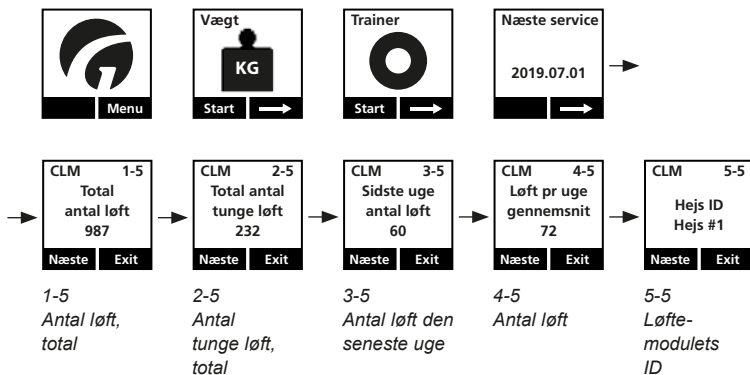 Menu
Vægt
KG
Start
Trainer
Start
Næste service
2019.07.01
CLM 1-5
Total
antal løft
987
Næste Exit
CLM 2-5
Total antal
tunge løft
232
Næste Exit
CLM 3-5
Sidste uge
antal løft
60
Næste Exit
CLM 4-5
Løft pr uge
gennemsnit
72
Næste Exit
CLM 5-5
Hejs ID
Hejs #1
Næste Exit
1-5
Antal løft,
total
2-5
Antal
tunge løft,
total
3-5
Antal løft den
seneste uge
4-5
Antal løft
5-5
Løfte-
modulets
ID